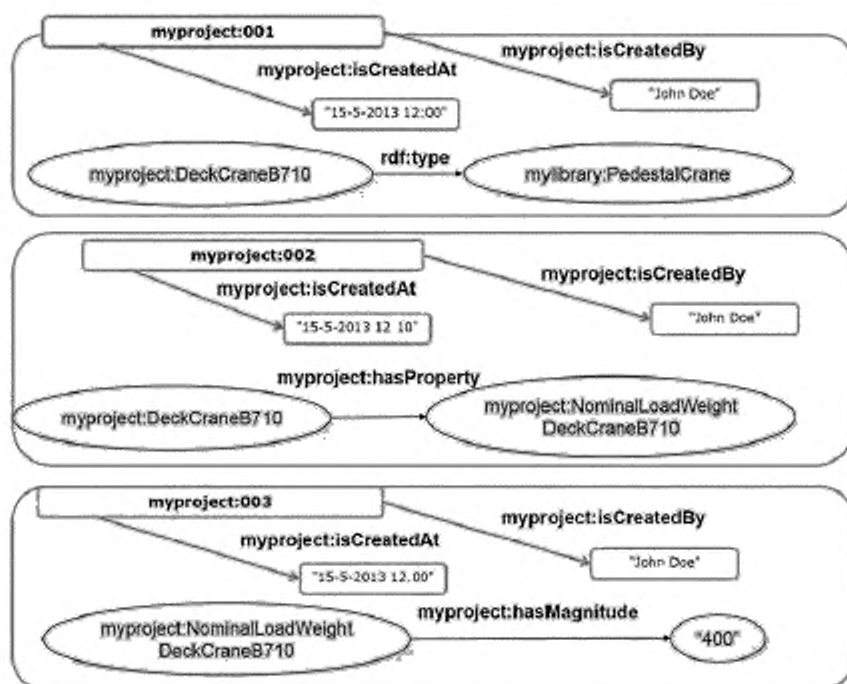 myproject:001
myproject:isCreatedBy
myproject:isCreatedAt
"John Doe"
"15-5-2013 12:00"
rdf:type
myproject:DeckCraneB710
mylibrary:PedestalCrane
myproject:002
myproject:isCreatedBy
myproject:isCreatedAt
"John Doe"
"15-5-2013 12 10"
myproject:hasProperty
myproject:DeckCraneB710
myproject:NominalLoadWeight
DeckCraneB710
myproject:003
myproject:isCreatedBy
myproject:isCreatedAt
"John Doe"
"15-5-2013 12.00"
myproject:hasMagnitude
myproject:NominalLoadWeight
DeckCraneB710
"400"